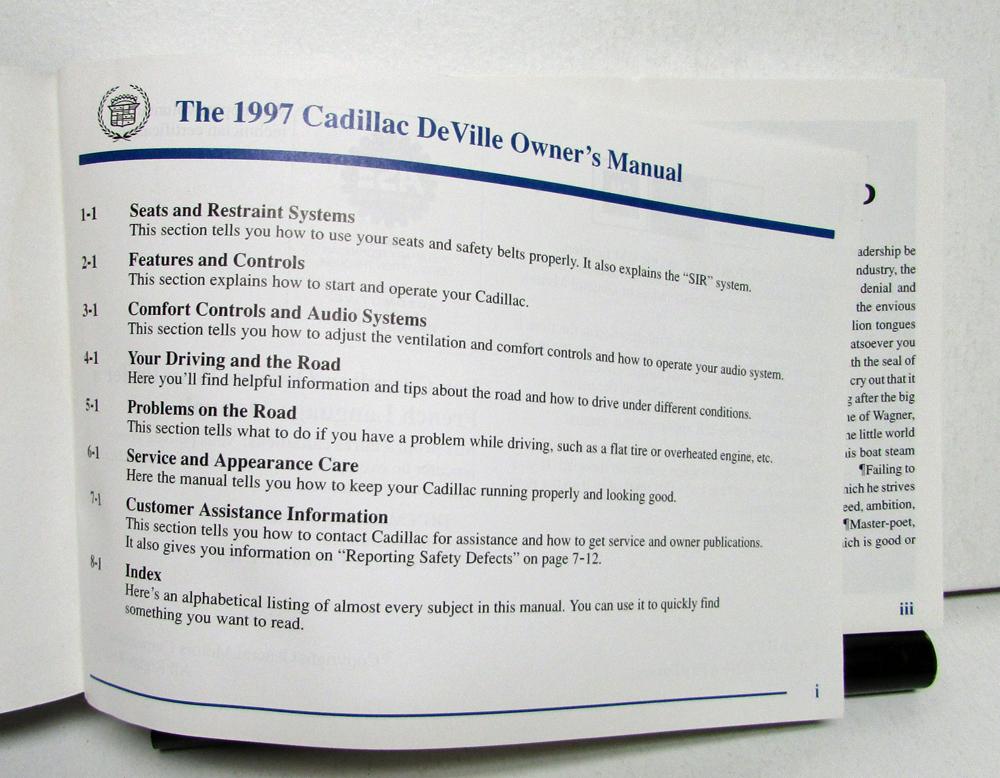 The 1997 Cadillac DeVille Owner's Manual
1-1 Seats and Restraint Systems
This section tells you how to use your seats and safety belts properly. It also explains the "SIR" system.
2-1 Features and Controls
This section explains how to start and operate your Cadillac.
3-1 Comfort Controls and Audio Systems
This section tells you how to adjust the ventilation and comfort controls and how to operate your audio system.
4-1 Your Driving and the Road
Here you'll find helpful information and tips about the road and how to drive under different conditions.
5-1 Problems on the Road
This section tells what to do if you have a problem while driving, such as a flat tire or overheated engine, etc.
6-1 Service and Appearance Care
Here the manual tells you how to keep your Cadillac running properly and looking good.
7-1 Customer Assistance Information
This section tells you how to contact Cadillac for assistance and how to get service and owner publications.
It also gives you information on "Reporting Safety Defects" on page 7-12.
8-1 Index
Here's an alphabetical listing of almost every subject in this manual. You can use it to quickly find
something you want to read.
i
adership be
ndustry, the
denial and
the envious
lion tongues
atsoever you
th the seal of
cry out that it
g after the big
ne of Wagner,
he little world
is boat steam
¶Failing to
hich he strives
eed, ambition,
¶Master-poet,
ich is good or
iii